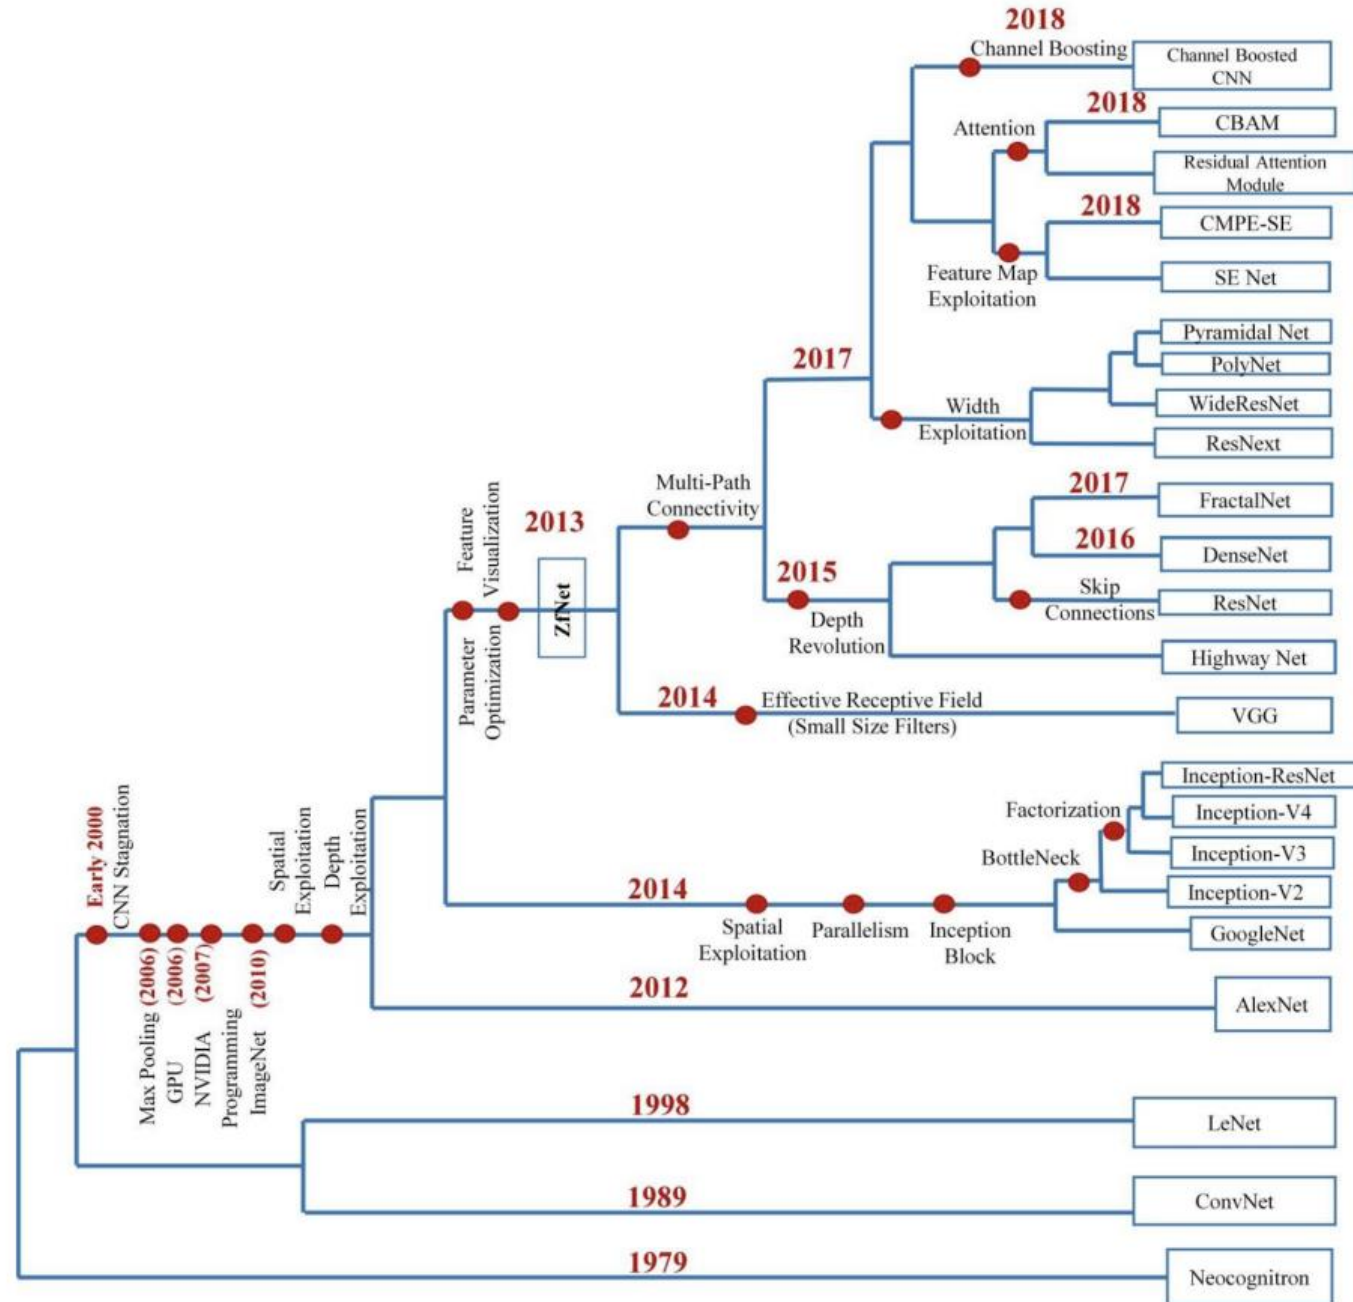 2018
Channel Boosting
Channel Boosted
CNN
2018
CBAM
Attention
Residual Attention
Module
2018
CMPE-SE
Feature Map
Exploitation
SE Net
Pyramidal Net
2017
PolyNet
Width
Exploitation
WideResNet
ResNext
Multi-Path
Connectivity
2017
FractalNet
2016
DenseNet
2015
Depth
Revolution
Skip
Connections
ResNet
Highway Net
Feature
Visualization
2013
ZfNet
Parameter
Optimization
2014
Effective Receptive Field
(Small Size Filters)
VGG
Inception-ResNet
Factorization
Inception-V4
BottleNeck
Inception-V3
Inception-V2
2014
Spatial
Exploitation
Parallelism
Inception
Block
GoogleNet
Early 2000
CNN Stagnation
Spatial
Exploitation
Depth
Exploitation
Max Pooling (2006)
GPU (2006)
NVIDIA (2007)
Programming
ImageNet (2010)
2012
AlexNet
1998
LeNet
1989
ConvNet
1979
Neocognitron